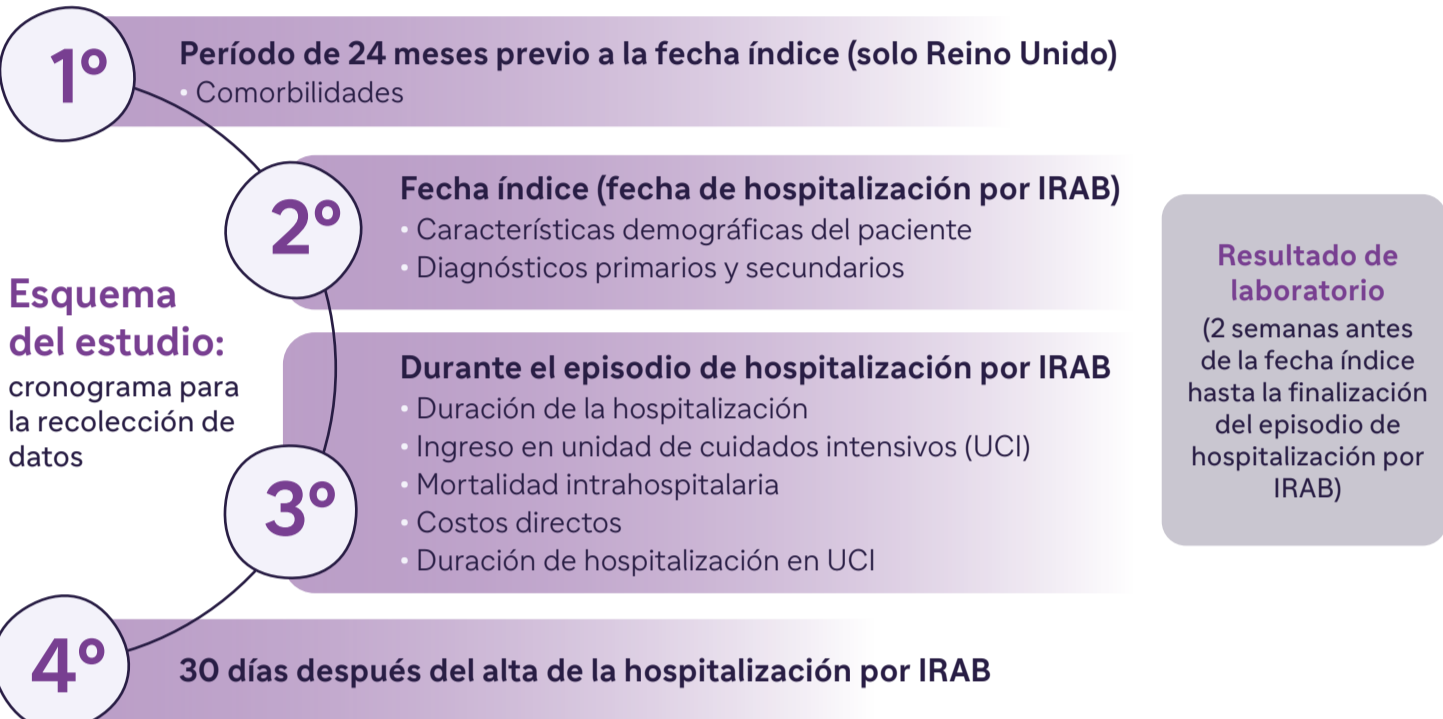 1º
Período de 24 meses previo a la fecha índice (solo Reino Unido)
· Comorbilidades
2º
Fecha índice (fecha de hospitalización por IRAB)
· Características demográficas del paciente
· Diagnósticos primarios y secundarios
Esquema
del estudio:
cronograma para
la recolección de
datos
3º
Durante el episodio de hospitalización por IRAB
· Duración de la hospitalización
· Ingreso en unidad de cuidados intensivos (UCI)
· Mortalidad intrahospitalaria
· Costos directos
· Duración de hospitalización en UCI
4º
30 días después del alta de la hospitalización por IRAB
Resultado de
laboratorio
(2 semanas antes
de la fecha índice
hasta la finalización
del episodio de
hospitalización por
IRAB)